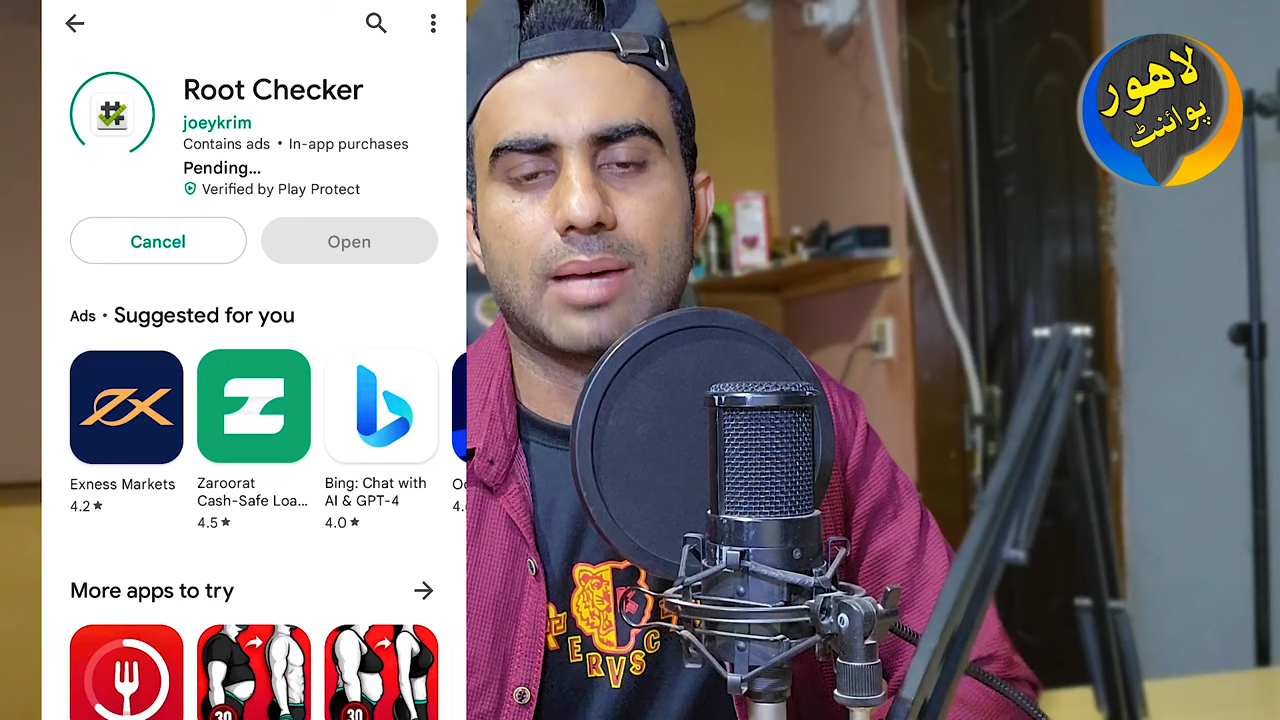 Root Checker
joeykrim
Contains ads • In-app purchases
Pending...
Verified by Play Protect
Cancel
Open
Ads • Suggested for you
Exness Markets
4.2★
Zaroorat
Cash-Safe Loa...
4.5★
Bing: Chat with
AI & GPT-4
4.0★
More apps to try
30
30
لاهور
پوائنٹ